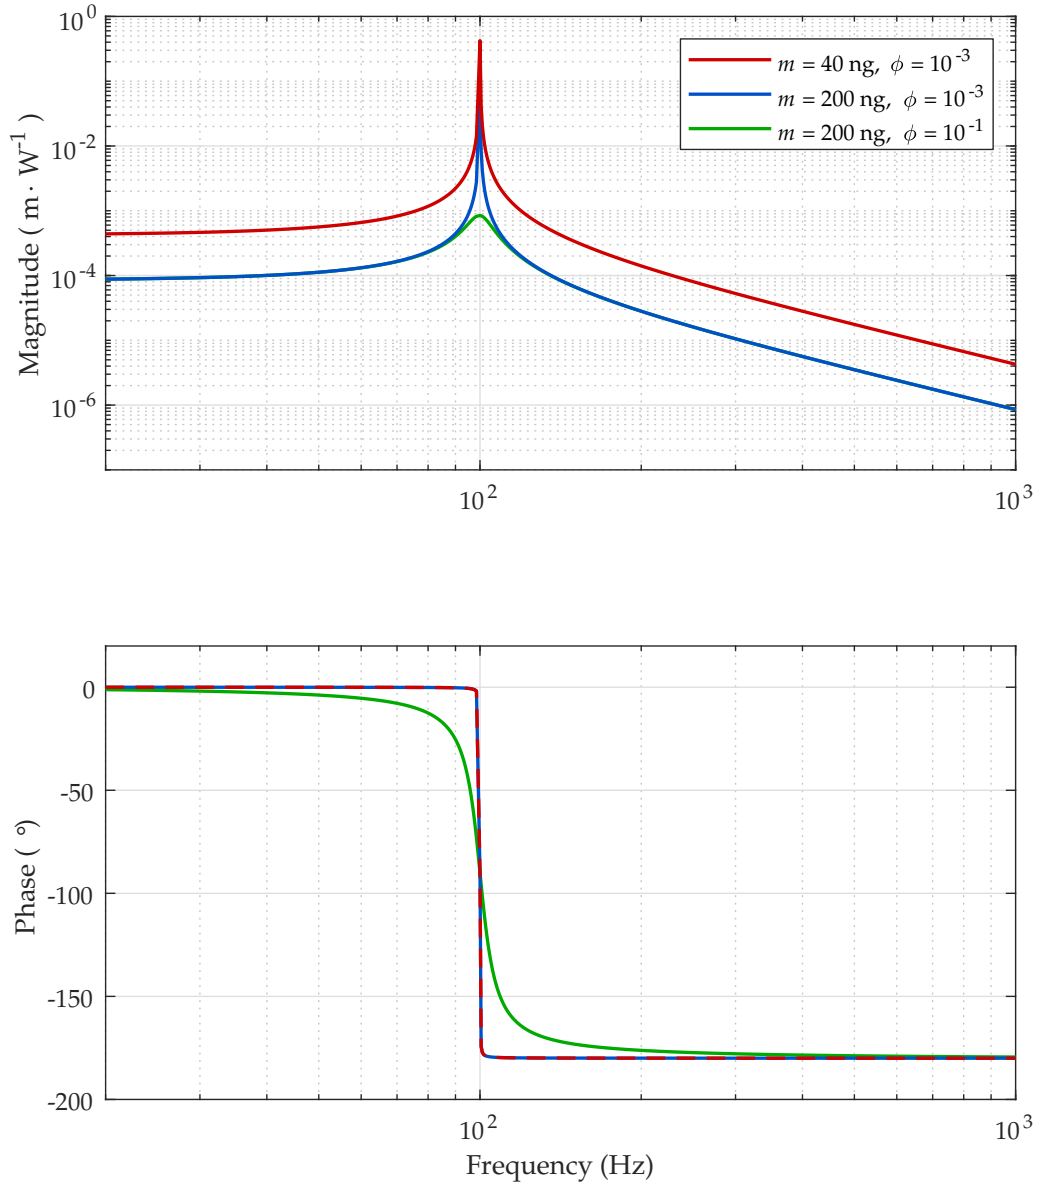 10^0
10^-2
10^-4
10^-6
Magnitude ( m · W^-1 )
m = 40 ng, ϕ = 10^-3
m = 200 ng, ϕ = 10^-3
m = 200 ng, ϕ = 10^-1
10^2
10^3
0
-50
-100
-150
-200
Phase ( °)
10^2
10^3
Frequency (Hz)